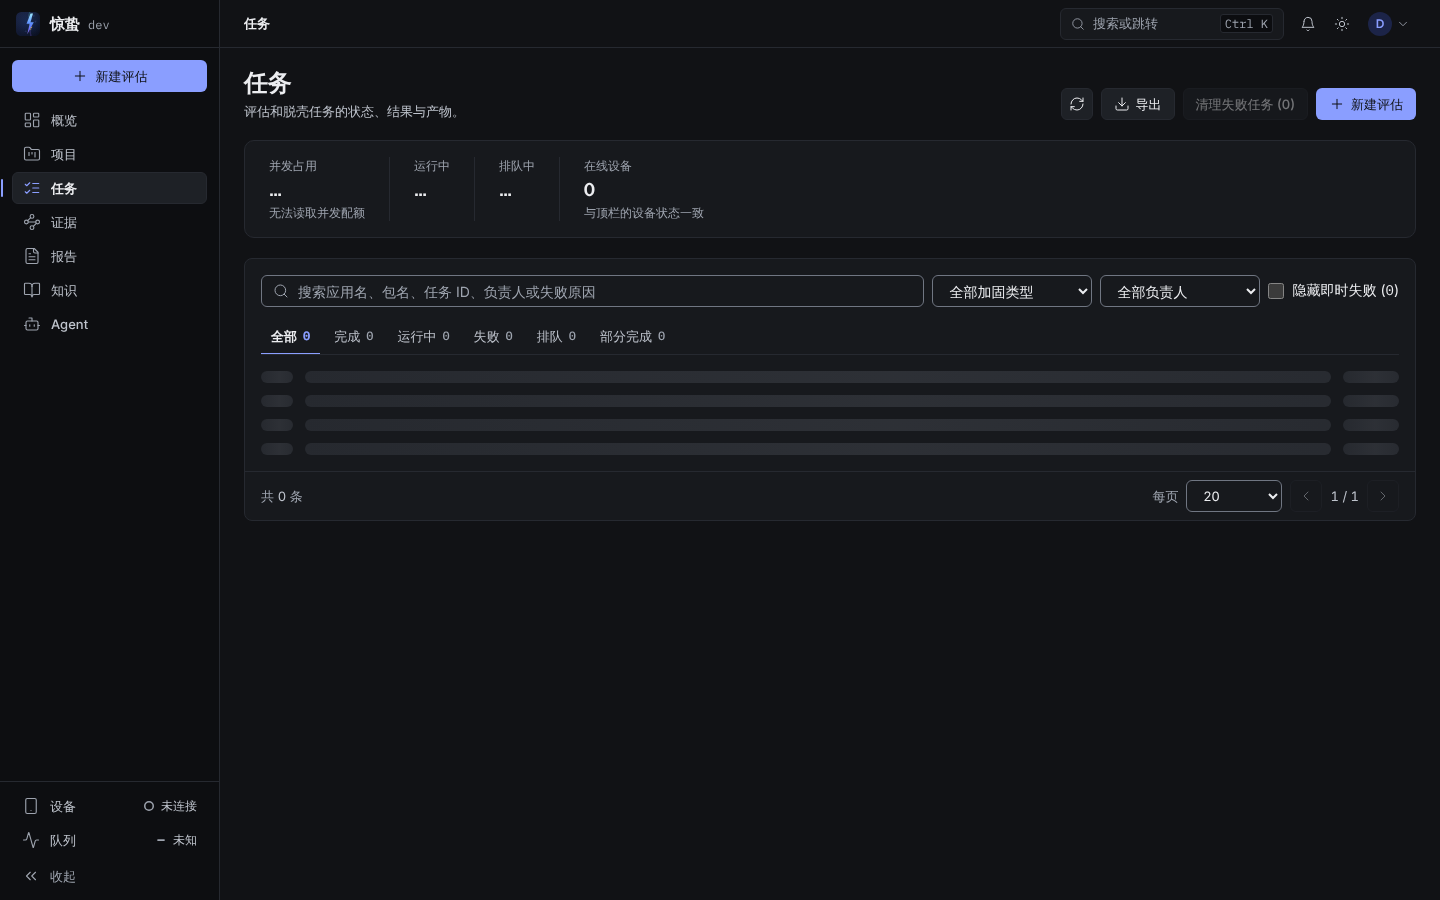 惊蛰 dev
任务
搜索或跳转 Ctrl K
D
新建评估
概览
项目
任务
证据
报告
知识
Agent
任务
评估和脱壳任务的状态、结果与产物。
导出
清理失败任务 (0)
新建评估
并发占用
...
无法读取并发配额
运行中
...
排队中
...
在线设备
0
与顶栏的设备状态一致
搜索应用名、包名、任务 ID、负责人或失败原因
全部加固类型
全部负责人
隐藏即时失败 (0)
全部 0 完成 0 运行中 0 失败 0 排队 0 部分完成 0
共 0 条
每页 20 1 / 1
设备 未连接
队列 未知
收起